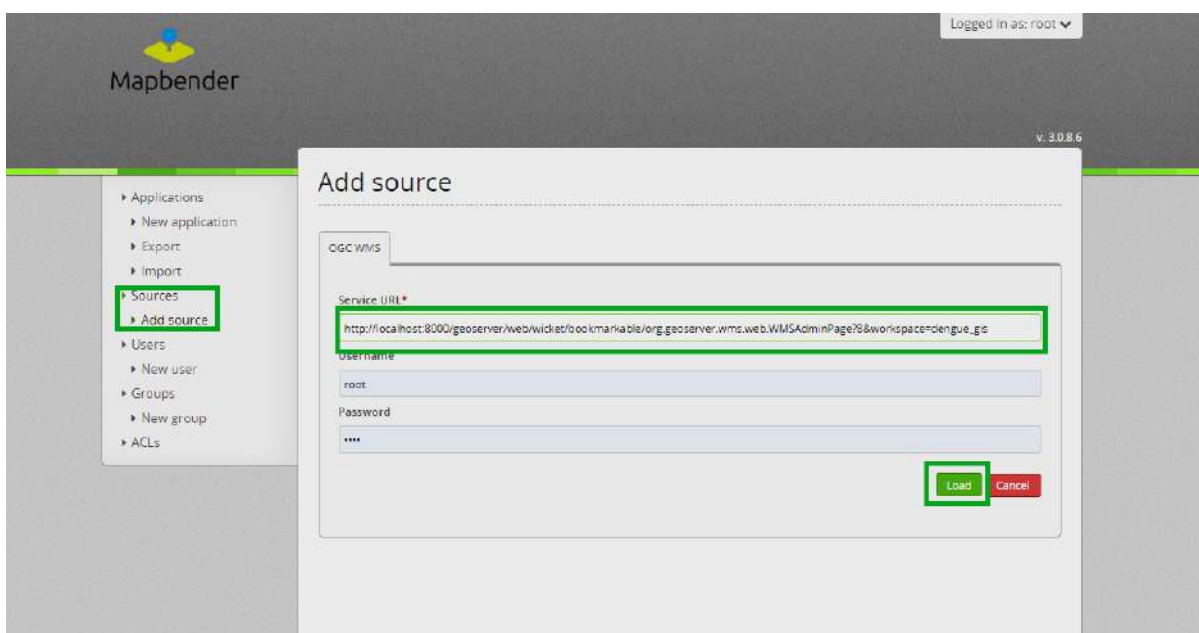 Logged in as: root
Mapbender
v. 3.0.8.6
Applications
New application
Export
Import
Sources
Add source
Users
New user
Groups
New group
ACLs
Add source
OGC WMS
Service URL*
http://localhost:8000/geoserver/web/wicket/bookmarkable/org.geoserver.wms.web.WMSAdminPage?8&workspace=dengue_gis
Username
root
Password
••••
Load
Cancel